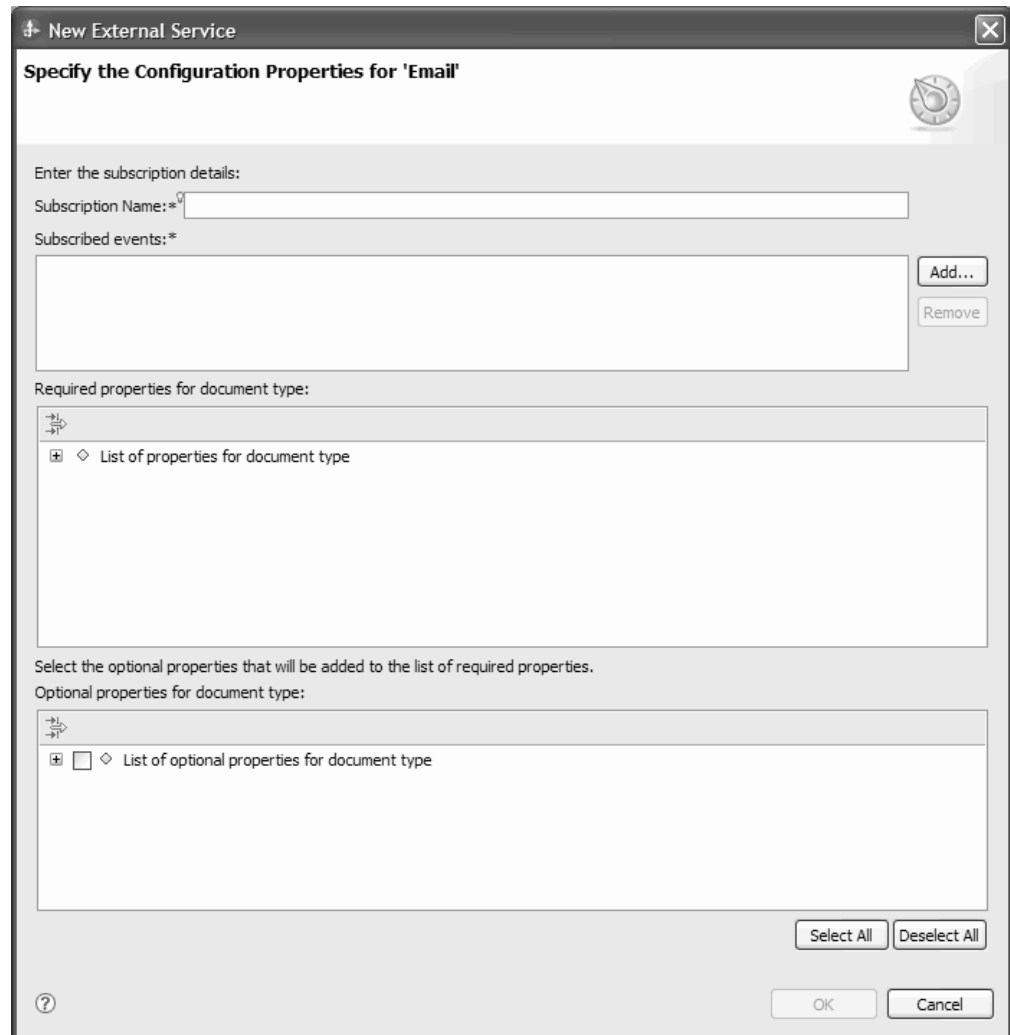 New External Service
Specify the Configuration Properties for 'Email'
Enter the subscription details:
Subscription Name:*
Subscribed events:*
Add...
Remove
Required properties for document type:
List of properties for document type
Select the optional properties that will be added to the list of required properties.
Optional properties for document type:
List of optional properties for document type
Select All Deselect All
OK Cancel